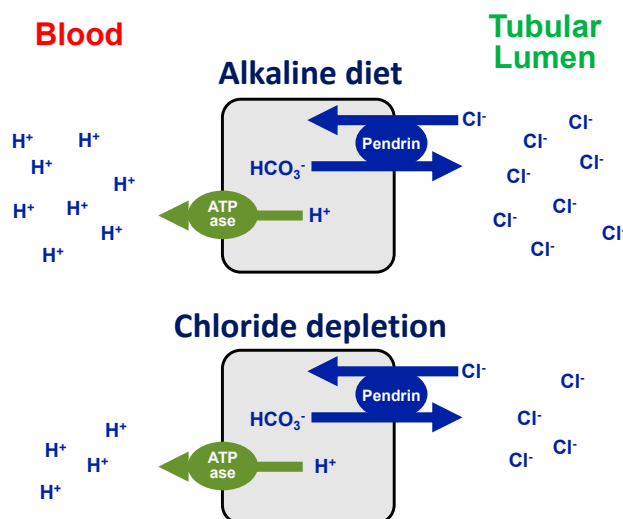 Blood
Tubular
Lumen
Alkaline diet
Cl⁻
Pendrin
HCO₃⁻
ATP
ase
H⁺
H⁺
H⁺
H⁺
H⁺
H⁺
H⁺
H⁺
H⁺
Cl⁻
Cl⁻
Cl⁻
Cl⁻
Cl⁻
Cl⁻
Cl⁻
Cl⁻
Chloride depletion
Cl⁻
Pendrin
HCO₃⁻
ATP
ase
H⁺
H⁺
H⁺
H⁺
H⁺
Cl⁻
Cl⁻
Cl⁻
Cl⁻